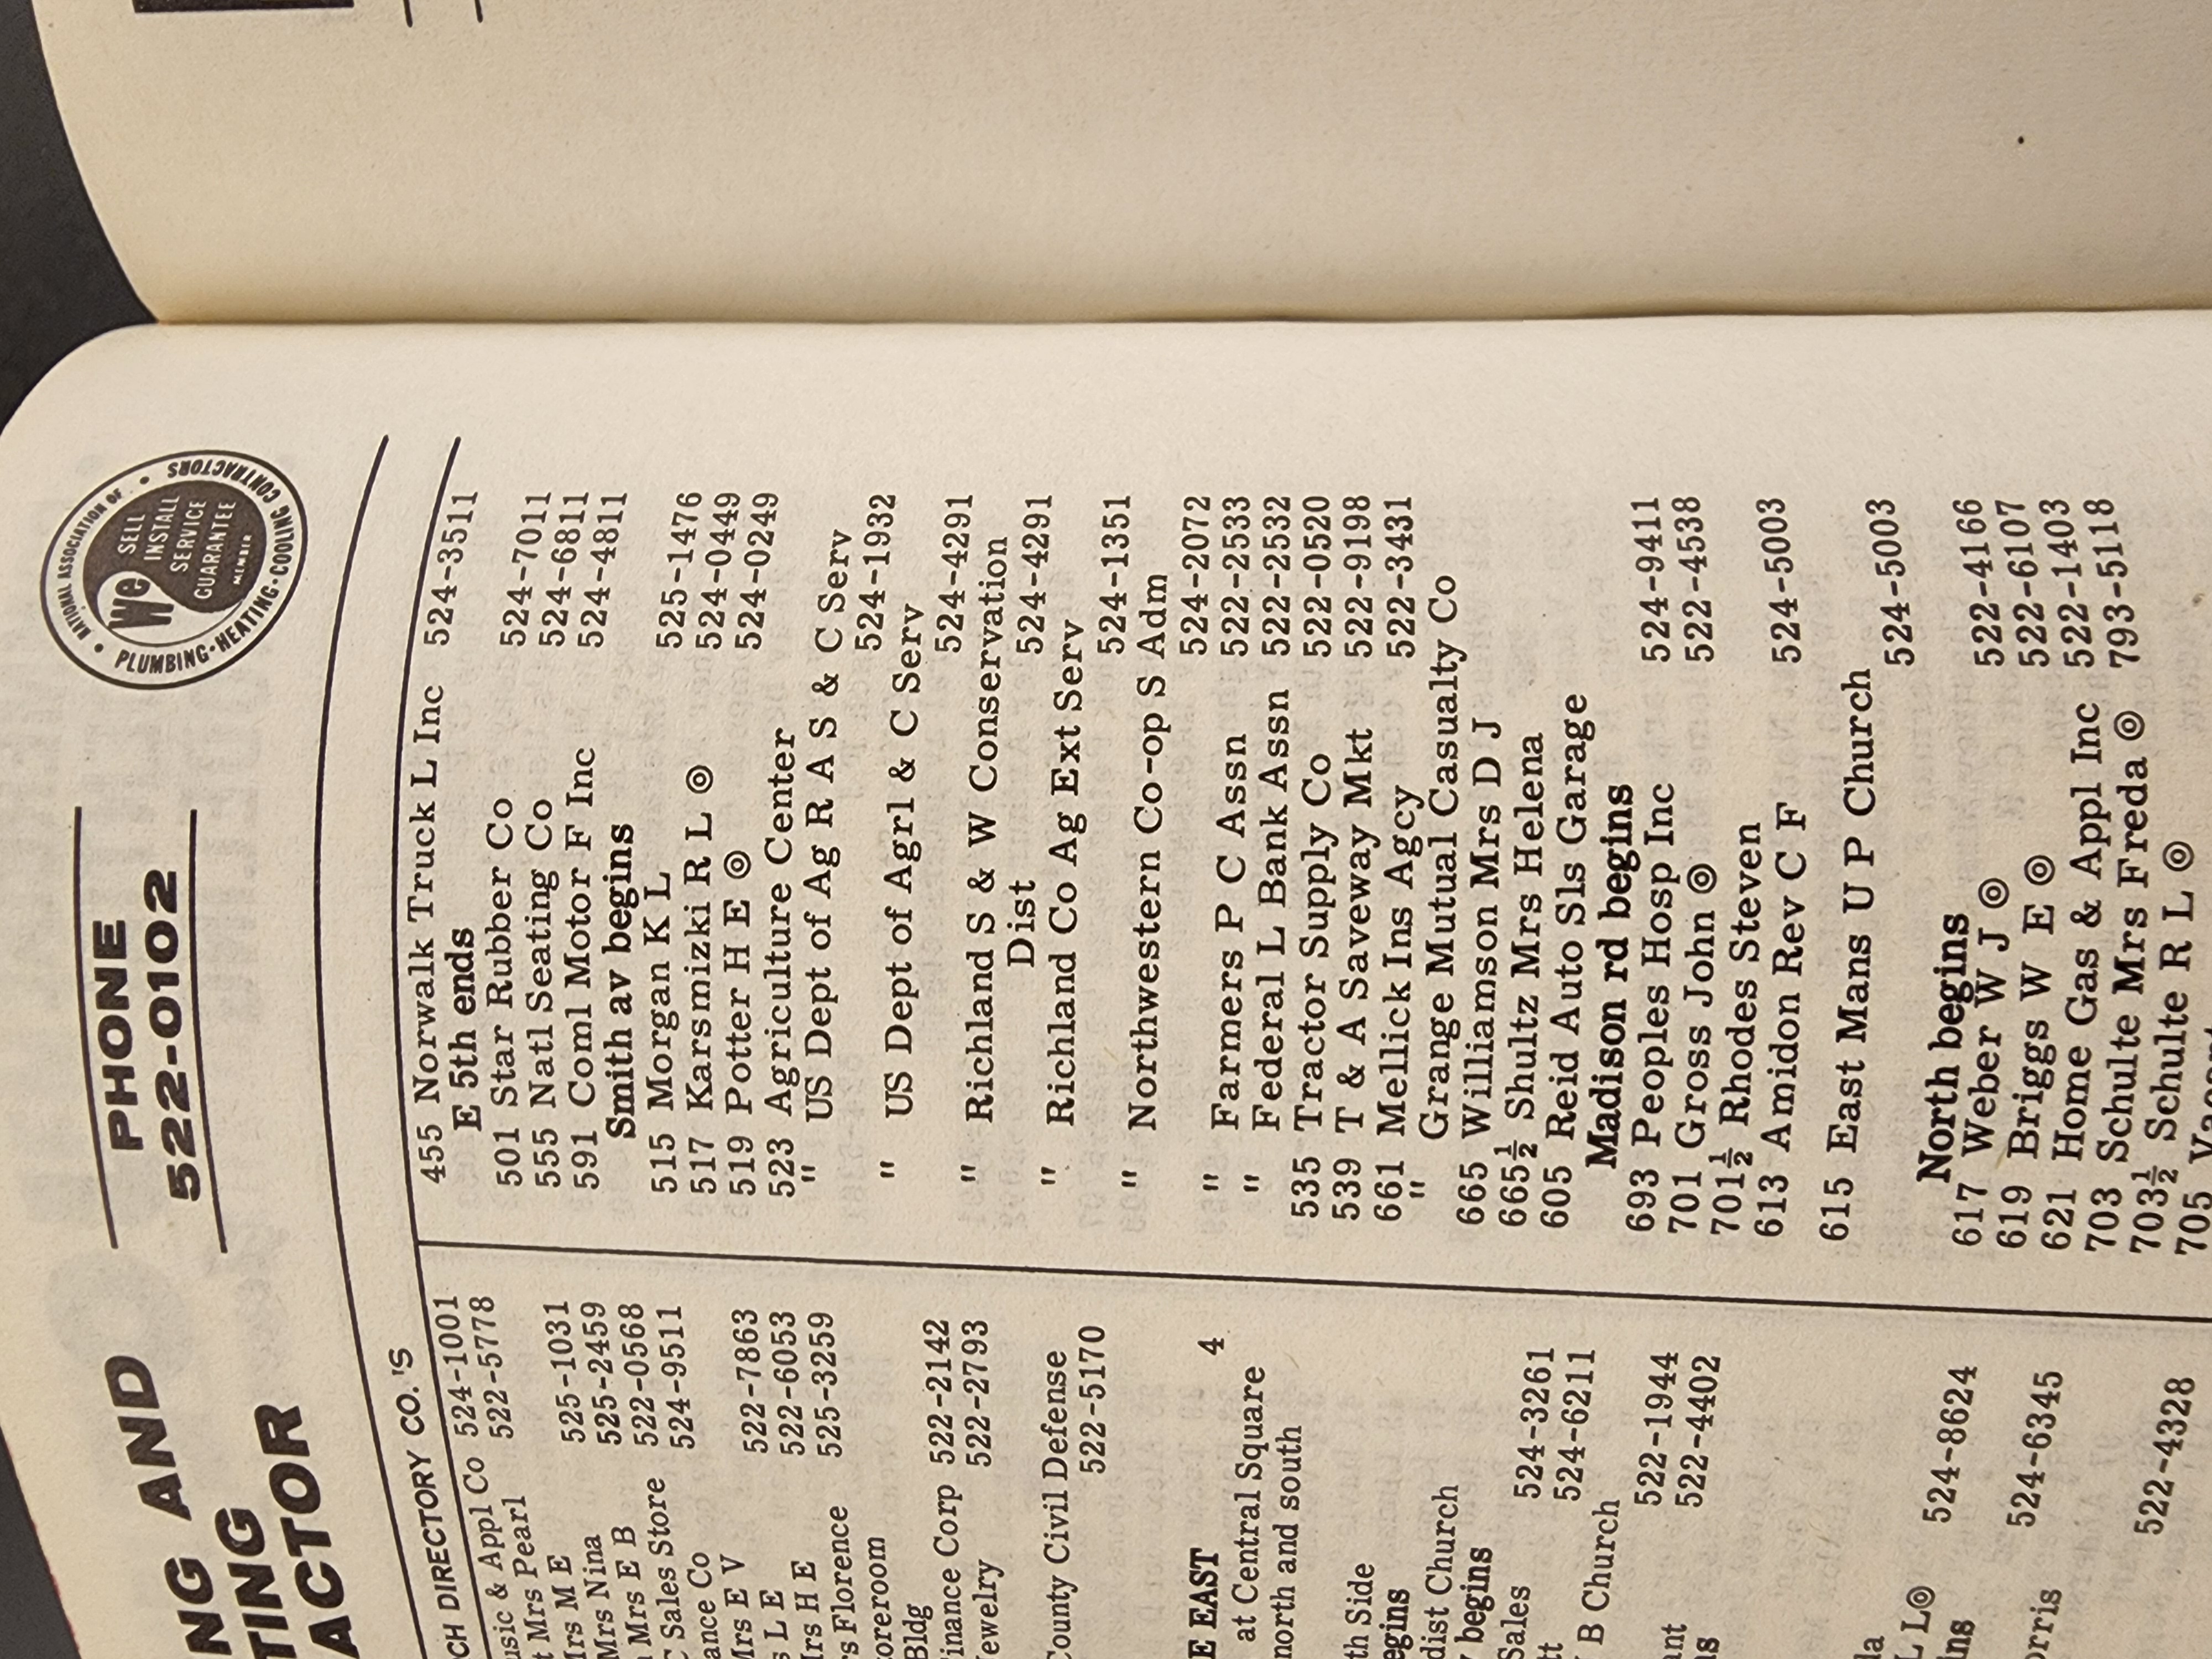 NG AND
TING
ACTOR
PHONE
522-0102
NATIONAL ASSOCIATION OF
PLUMBING·HEATING·COOLING CONTRACTORS
We
SELL
INSTALL
SERVICE
GUARANTEE
MEMBER
CH DIRECTORY CO.'S
usic & Appl Co 524-1001
t Mrs Pearl 522-5778
Mrs M E 525-1031
Mrs Nina 525-2459
Mrs E B 522-0568
C Sales Store 524-9511
ance Co
Mrs E V 522-7863
s L E 522-6053
Mrs H E 525-3259
rs Florence
oreroom
Bldg
inance Corp 522-2142
ewelry 522-2793
County Civil Defense
522-5170
E EAST 4
at Central Square
north and south
th Side
egins
dist Church
begins
Sales 524-3261
tt 524-6211
B Church
ant 522-1944
ns 522-4402
da
L L ◎ 524-8624
ins
orris 524-6345
522-4328
455 Norwalk Truck L Inc 524-3511
E 5th ends
501 Star Rubber Co 524-7011
555 Natl Seating Co 524-6811
591 Coml Motor F Inc 524-4811
Smith av begins
515 Morgan K L 525-1476
517 Karsmizki R L ◎ 524-0449
519 Potter H E ◎ 524-0249
523 Agriculture Center
" US Dept of Ag R A S & C Serv
524-1932
" US Dept of Agrl & C Serv
524-4291
" Richland S & W Conservation
Dist 524-4291
" Richland Co Ag Ext Serv
524-1351
" Northwestern Co-op S Adm
524-2072
" Farmers P C Assn 522-2533
" Federal L Bank Assn 522-2532
535 Tractor Supply Co 522-0520
539 T & A Saveway Mkt 522-9198
661 Mellick Ins Agcy 522-3431
" Grange Mutual Casualty Co
665 Williamson Mrs D J
665½ Shultz Mrs Helena
605 Reid Auto Sls Garage
Madison rd begins
693 Peoples Hosp Inc 524-9411
701 Gross John ◎ 522-4538
701½ Rhodes Steven
613 Amidon Rev C F 524-5003
615 East Mans U P Church
524-5003
North begins
617 Weber W J ◎ 522-4166
619 Briggs W E ◎ 522-6107
621 Home Gas & Appl Inc 522-1403
703 Schulte Mrs Freda ◎ 793-5118
703½ Schulte R L ◎
705